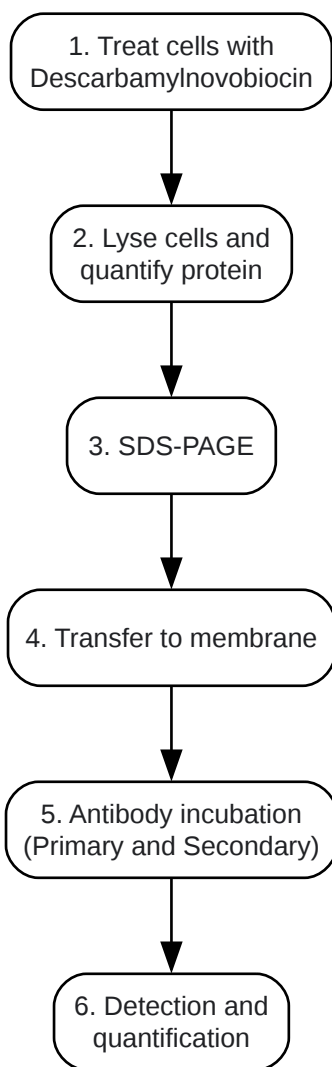 1. Treat cells with
Descarbamylnovobiocin
2. Lyse cells and
quantify protein
3. SDS-PAGE
4. Transfer to membrane
5. Antibody incubation
(Primary and Secondary)
6. Detection and
quantification